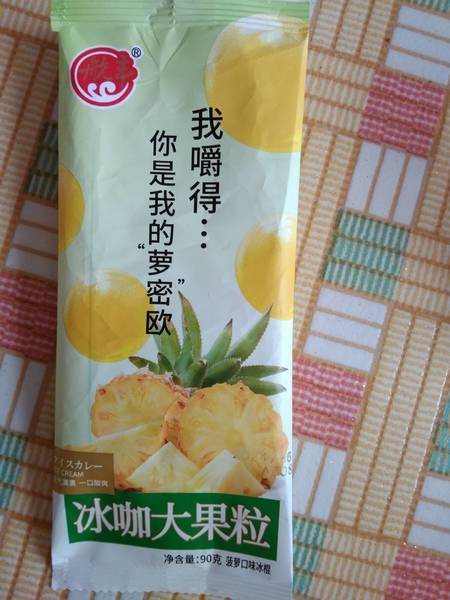 ®
我嚼得…
你是我的“萝密欧”
イスカレー
CREAM
冰咖大果粒
净含量：90克 菠萝口味冰棍